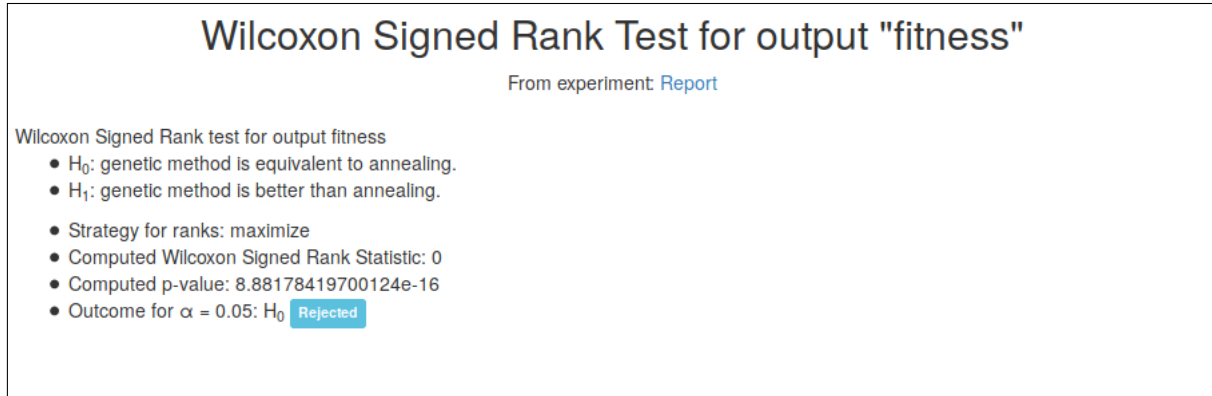 Wilcoxon Signed Rank Test for output "fitness"
From experiment: Report
Wilcoxon Signed Rank test for output fitness
• H₀: genetic method is equivalent to annealing.
• H₁: genetic method is better than annealing.
• Strategy for ranks: maximize
• Computed Wilcoxon Signed Rank Statistic: 0
• Computed p-value: 8.88178419700124e-16
• Outcome for α = 0.05: H₀ Rejected